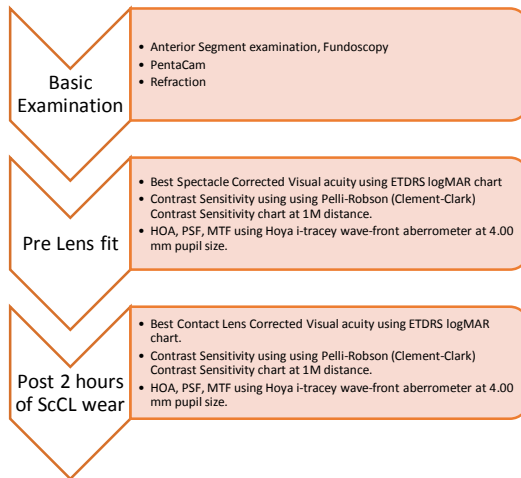 Basic
Examination
• Anterior Segment examination, Fundoscopy
• PentaCam
• Refraction
Pre Lens fit
• Best Spectacle Corrected Visual acuity using ETDRS logMAR chart
• Contrast Sensitivity using using Pelli-Robson (Clement-Clark)
Contrast Sensitivity chart at 1M distance.
• HOA, PSF, MTF using Hoya i-tracey wave-front aberrometer at 4.00
mm pupil size.
Post 2 hours
of ScCL wear
• Best Contact Lens Corrected Visual acuity using ETDRS logMAR
chart.
• Contrast Sensitivity using using Pelli-Robson (Clement-Clark)
Contrast Sensitivity chart at 1M distance.
• HOA, PSF, MTF using Hoya i-tracey wave-front aberrometer at 4.00
mm pupil size.